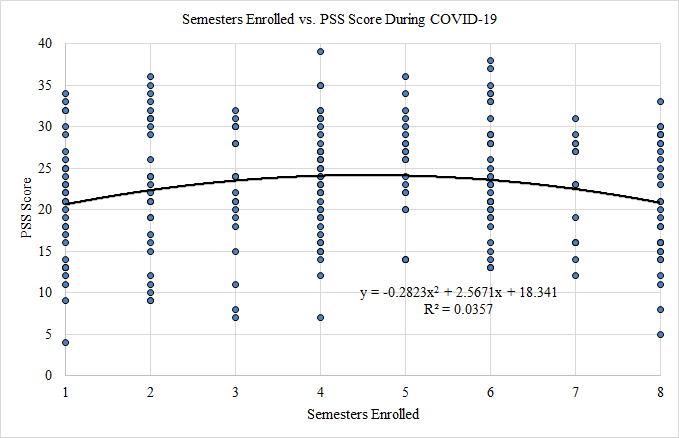 Semesters Enrolled vs. PSS Score During COVID-19
40
35
30
25
20
15
10
5
0
PSS Score
y = -0.2823x² + 2.5671x + 18.341
R² = 0.0357
1 2 3 4 5 6 7 8
Semesters Enrolled